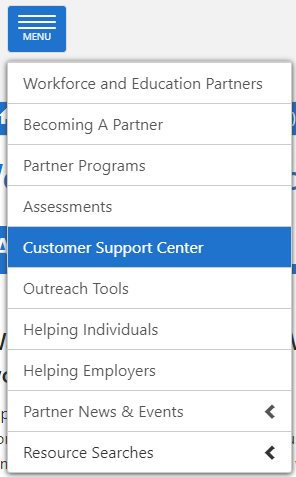 MENU
Workforce and Education Partners
Becoming A Partner
Partner Programs
Assessments
Customer Support Center
Outreach Tools
Helping Individuals
Helping Employers
Partner News & Events
Resource Searches